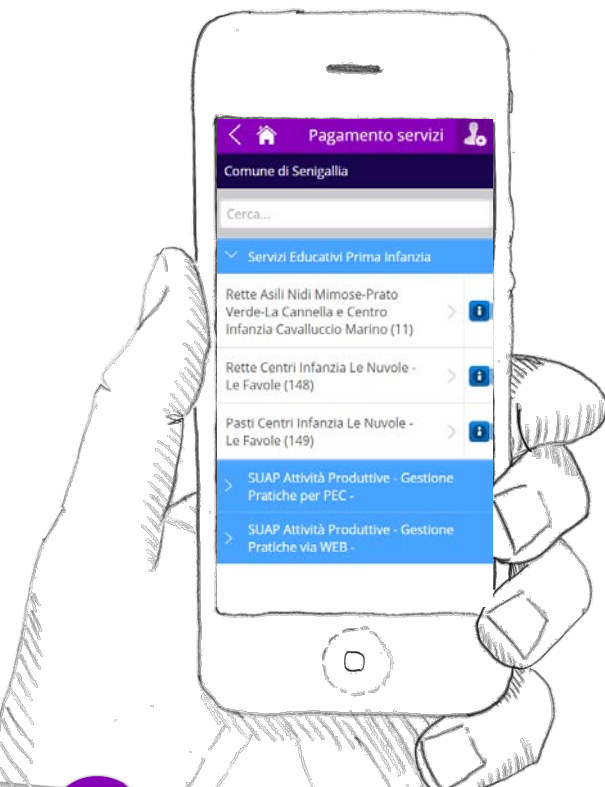 Pagamento servizi
Comune di Senigallia
Cerca...
Servizi Educativi Prima Infanzia
Rette Asili Nidi Mimose-Prato
Verde-La Cannella e Centro
Infanzia Cavalluccio Marino (11)
Rette Centri Infanzia Le Nuvole -
Le Favole (148)
Pasti Centri Infanzia Le Nuvole -
Le Favole (149)
SUAP Attività Produttive - Gestione
Pratiche per PEC -
SUAP Attività Produttive - Gestione
Pratiche via WEB -